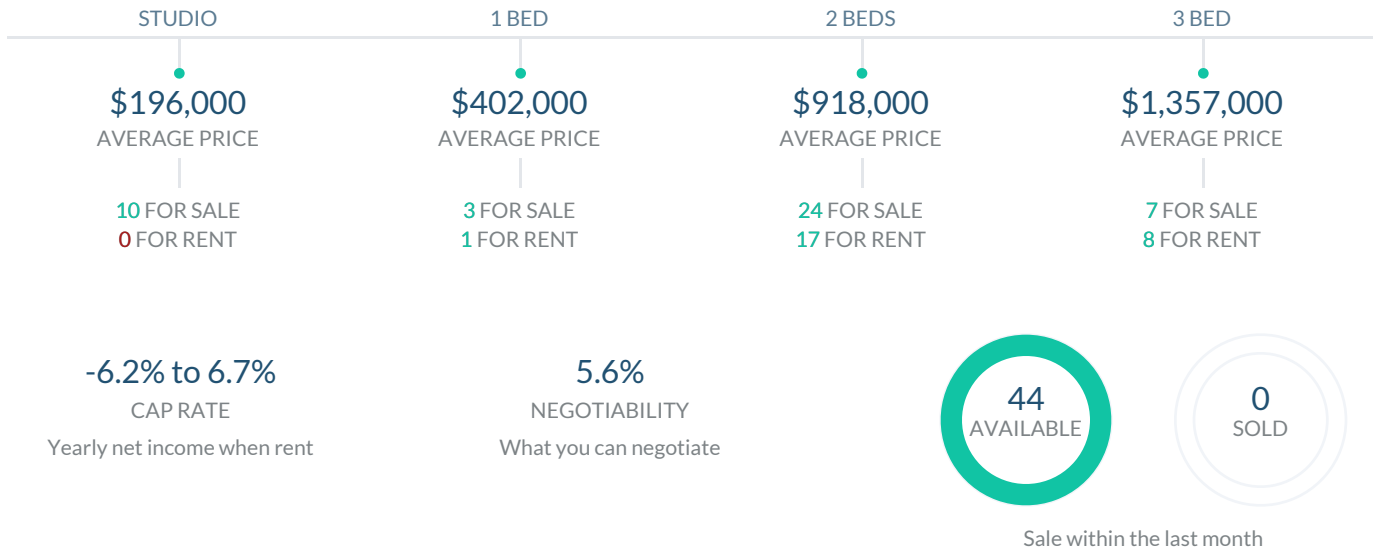 STUDIO
$196,000
AVERAGE PRICE
10 FOR SALE
0 FOR RENT
1 BED
$402,000
AVERAGE PRICE
3 FOR SALE
1 FOR RENT
2 BEDS
$918,000
AVERAGE PRICE
24 FOR SALE
17 FOR RENT
3 BED
$1,357,000
AVERAGE PRICE
7 FOR SALE
8 FOR RENT
-6.2% to 6.7%
CAP RATE
Yearly net income when rent
5.6%
NEGOTIABILITY
What you can negotiate
44
AVAILABLE
0
SOLD
Sale within the last month